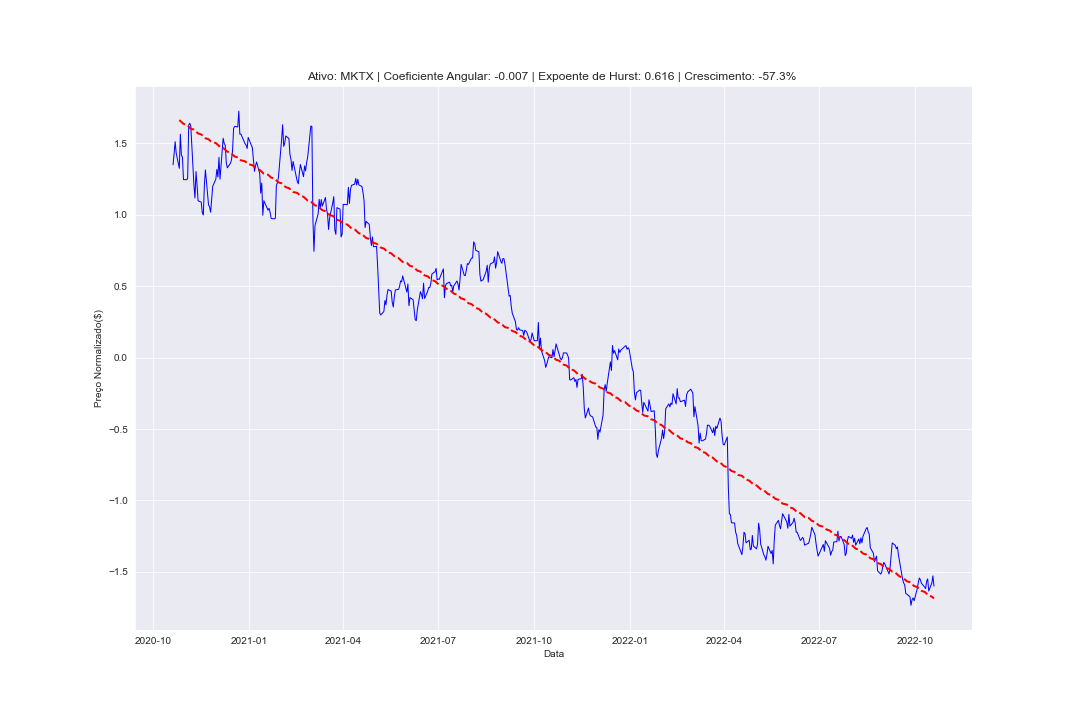 Ativo: MKTX | Coeficiente Angular: -0.007 | Expoente de Hurst: 0.616 | Crescimento: -57.3%
1.5
1.0
0.5
0.0
−0.5
−1.0
−1.5
Preço Normalizado($)
2020-10 2021-01 2021-04 2021-07 2021-10 2022-01 2022-04 2022-07 2022-10
Data